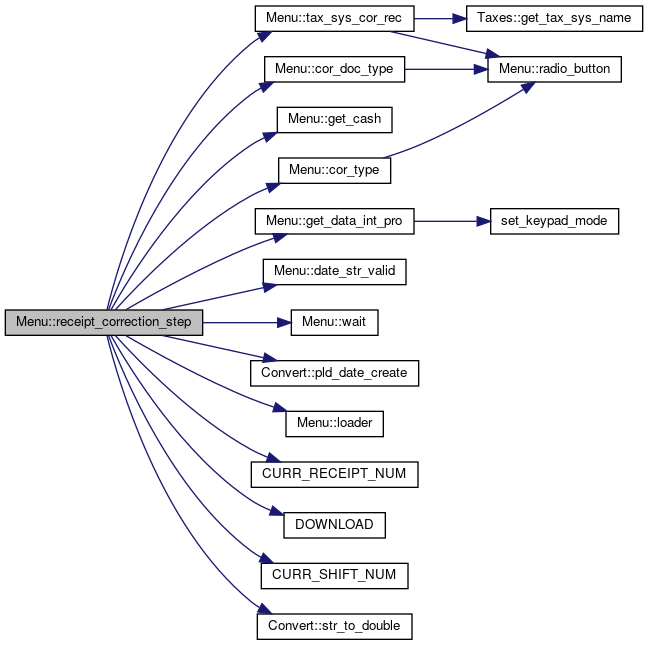 Menu::tax_sys_cor_rec
Taxes::get_tax_sys_name
Menu::cor_doc_type
Menu::radio_button
Menu::get_cash
Menu::cor_type
Menu::get_data_int_pro
set_keypad_mode
Menu::date_str_valid
Menu::receipt_correction_step
Menu::wait
Convert::pld_date_create
Menu::loader
CURR_RECEIPT_NUM
DOWNLOAD
CURR_SHIFT_NUM
Convert::str_to_double